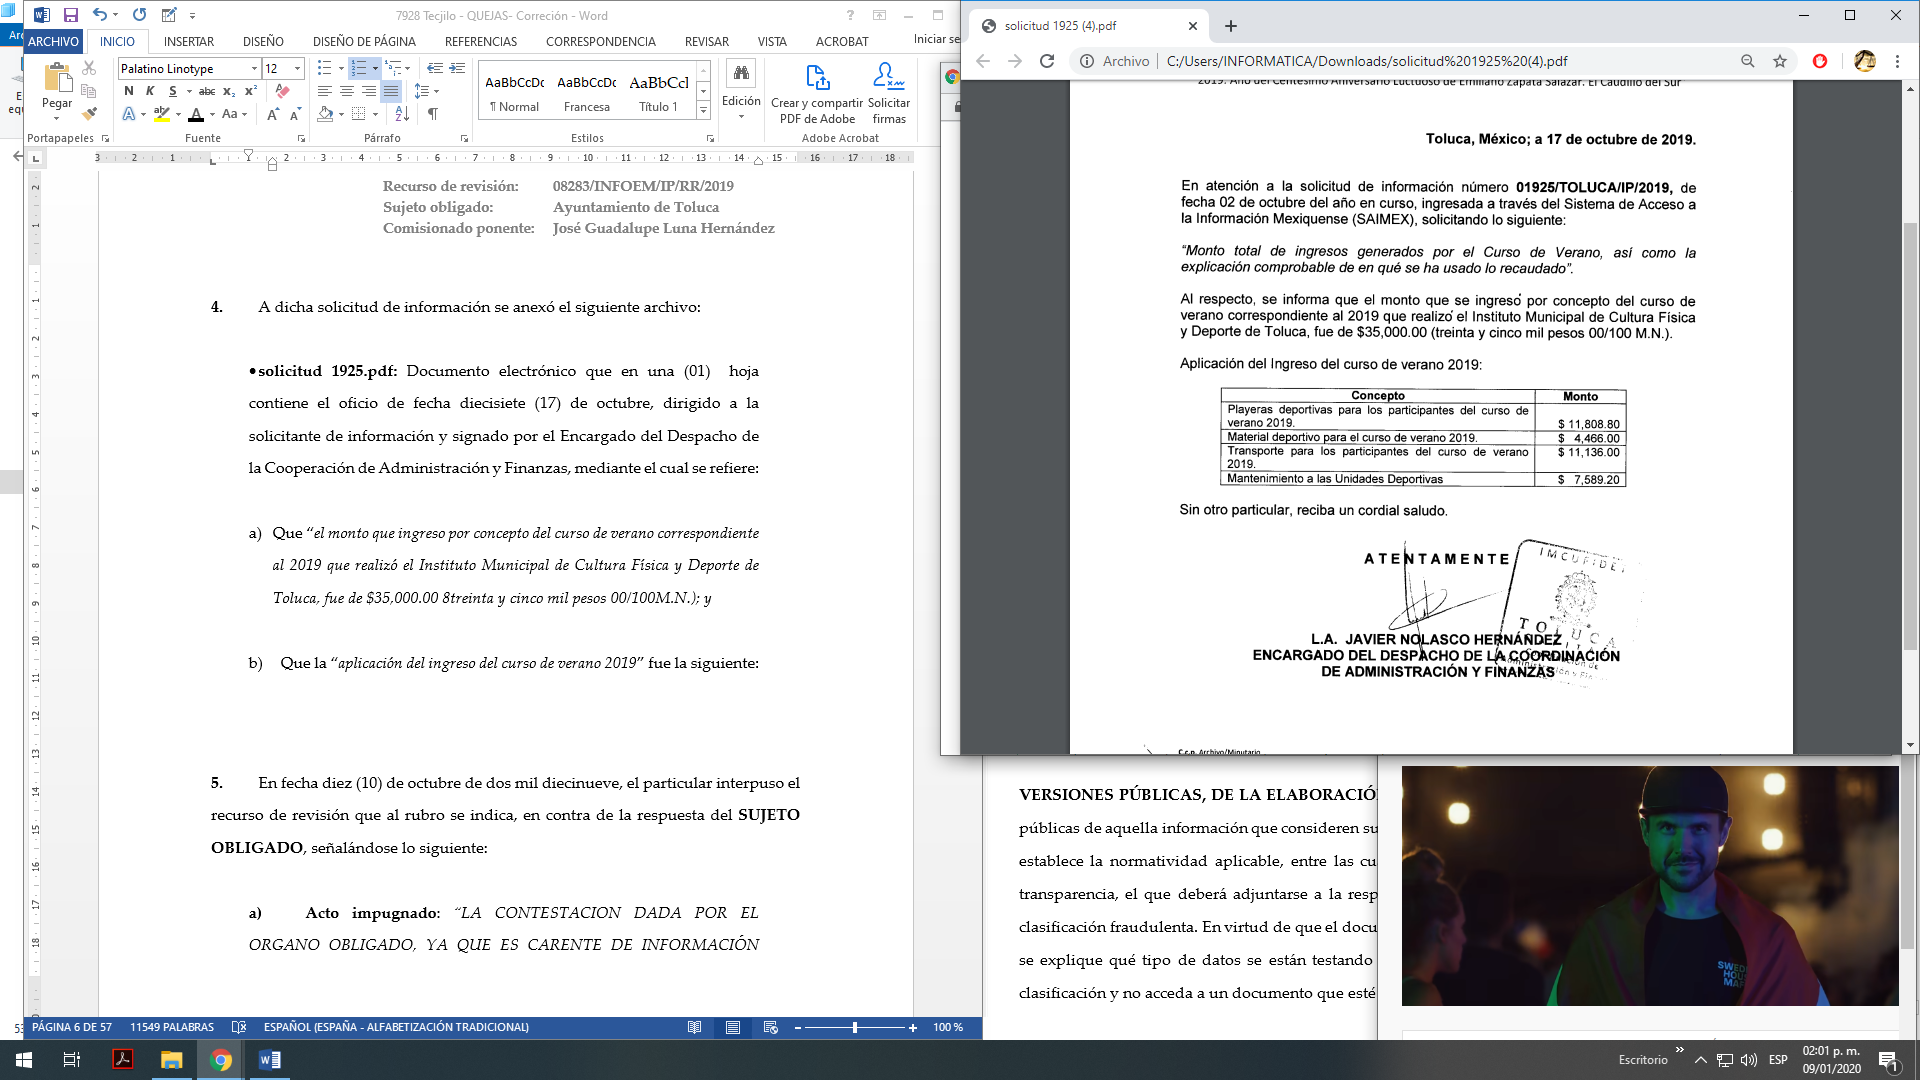 7928 Tecjilo - QUEJAS- Correción - Word
ARCHIVO INICIO INSERTAR DISEÑO DISEÑO DE PÁGINA REFERENCIAS CORRESPONDENCIA REVISAR VISTA ACROBAT Iniciar se
Pegar
Palatino Linotype 12
¶ Normal Francesa Título 1
Edición
Crear y compartir PDF de Adobe
Solicitar firmas
Portapapeles Fuente Párrafo Estilos Adobe Acrobat
Recurso de revisión: 08283/INFOEM/IP/RR/2019
Sujeto obligado: Ayuntamiento de Toluca
Comisionado ponente: José Guadalupe Luna Hernández
4. A dicha solicitud de información se anexó el siguiente archivo:
•solicitud 1925.pdf: Documento electrónico que en una (01) hoja
contiene el oficio de fecha diecisiete (17) de octubre, dirigido a la
solicitante de información y signado por el Encargado del Despacho de
la Cooperación de Administración y Finanzas, mediante el cual se refiere:
a) Que “el monto que ingreso por concepto del curso de verano correspondiente
al 2019 que realizó el Instituto Municipal de Cultura Física y Deporte de
Toluca, fue de $35,000.00 8treinta y cinco mil pesos 00/100M.N.); y
b) Que la “aplicación del ingreso del curso de verano 2019” fue la siguiente:
5. En fecha diez (10) de octubre de dos mil diecinueve, el particular interpuso el
recurso de revisión que al rubro se indica, en contra de la respuesta del SUJETO
OBLIGADO, señalándose lo siguiente:
a) Acto impugnado: “LA CONTESTACION DADA POR EL
ORGANO OBLIGADO, YA QUE ES CARENTE DE INFORMACIÓN
PÁGINA 6 DE 57 11549 PALABRAS ESPAÑOL (ESPAÑA - ALFABETIZACIÓN TRADICIONAL) 100 %
solicitud 1925 (4).pdf
Archivo C:/Users/INFORMATICA/Downloads/solicitud%201925%20(4).pdf
2019. Año del Centésimo Aniversario Luctuoso de Emiliano Zapata Salazar. El Caudillo del Sur
Toluca, México; a 17 de octubre de 2019.
En atención a la solicitud de información número 01925/TOLUCA/IP/2019, de
fecha 02 de octubre del año en curso, ingresada a través del Sistema de Acceso a
la Información Mexiquense (SAIMEX), solicitando lo siguiente:
“Monto total de ingresos generados por el Curso de Verano, así como la
explicación comprobable de en qué se ha usado lo recaudado”.
Al respecto, se informa que el monto que se ingresó por concepto del curso de
verano correspondiente al 2019 que realizó el Instituto Municipal de Cultura Física
y Deporte de Toluca, fue de $35,000.00 (treinta y cinco mil pesos 00/100 M.N.).
Aplicación del Ingreso del curso de verano 2019:
Concepto Monto
Playeras deportivas para los participantes del curso de
verano 2019. $ 11,808.80
Material deportivo para el curso de verano 2019. $ 4,466.00
Transporte para los participantes del curso de verano $ 11,136.00
2019.
Mantenimiento a las Unidades Deportivas $ 7,589.20
Sin otro particular, reciba un cordial saludo.
ATENTAMENTE
IMCUFIDET
TOLUCA
L.A. JAVIER NOLASCO HERNÁNDEZ
ENCARGADO DEL DESPACHO DE LA COORDINACIÓN
DE ADMINISTRACIÓN Y FINANZAS
C.c.p. Archivo/Minutario
VERSIONES PÚBLICAS, DE LA ELABORACIÓ
públicas de aquella información que consideren su
establece la normatividad aplicable, entre las cu
transparencia, el que deberá adjuntarse a la resp
clasificación fraudulenta. En virtud de que el docu
se explique qué tipo de datos se están testando
clasificación y no acceda a un documento que esté
Escritorio ESP 02:01 p. m.
09/01/2020